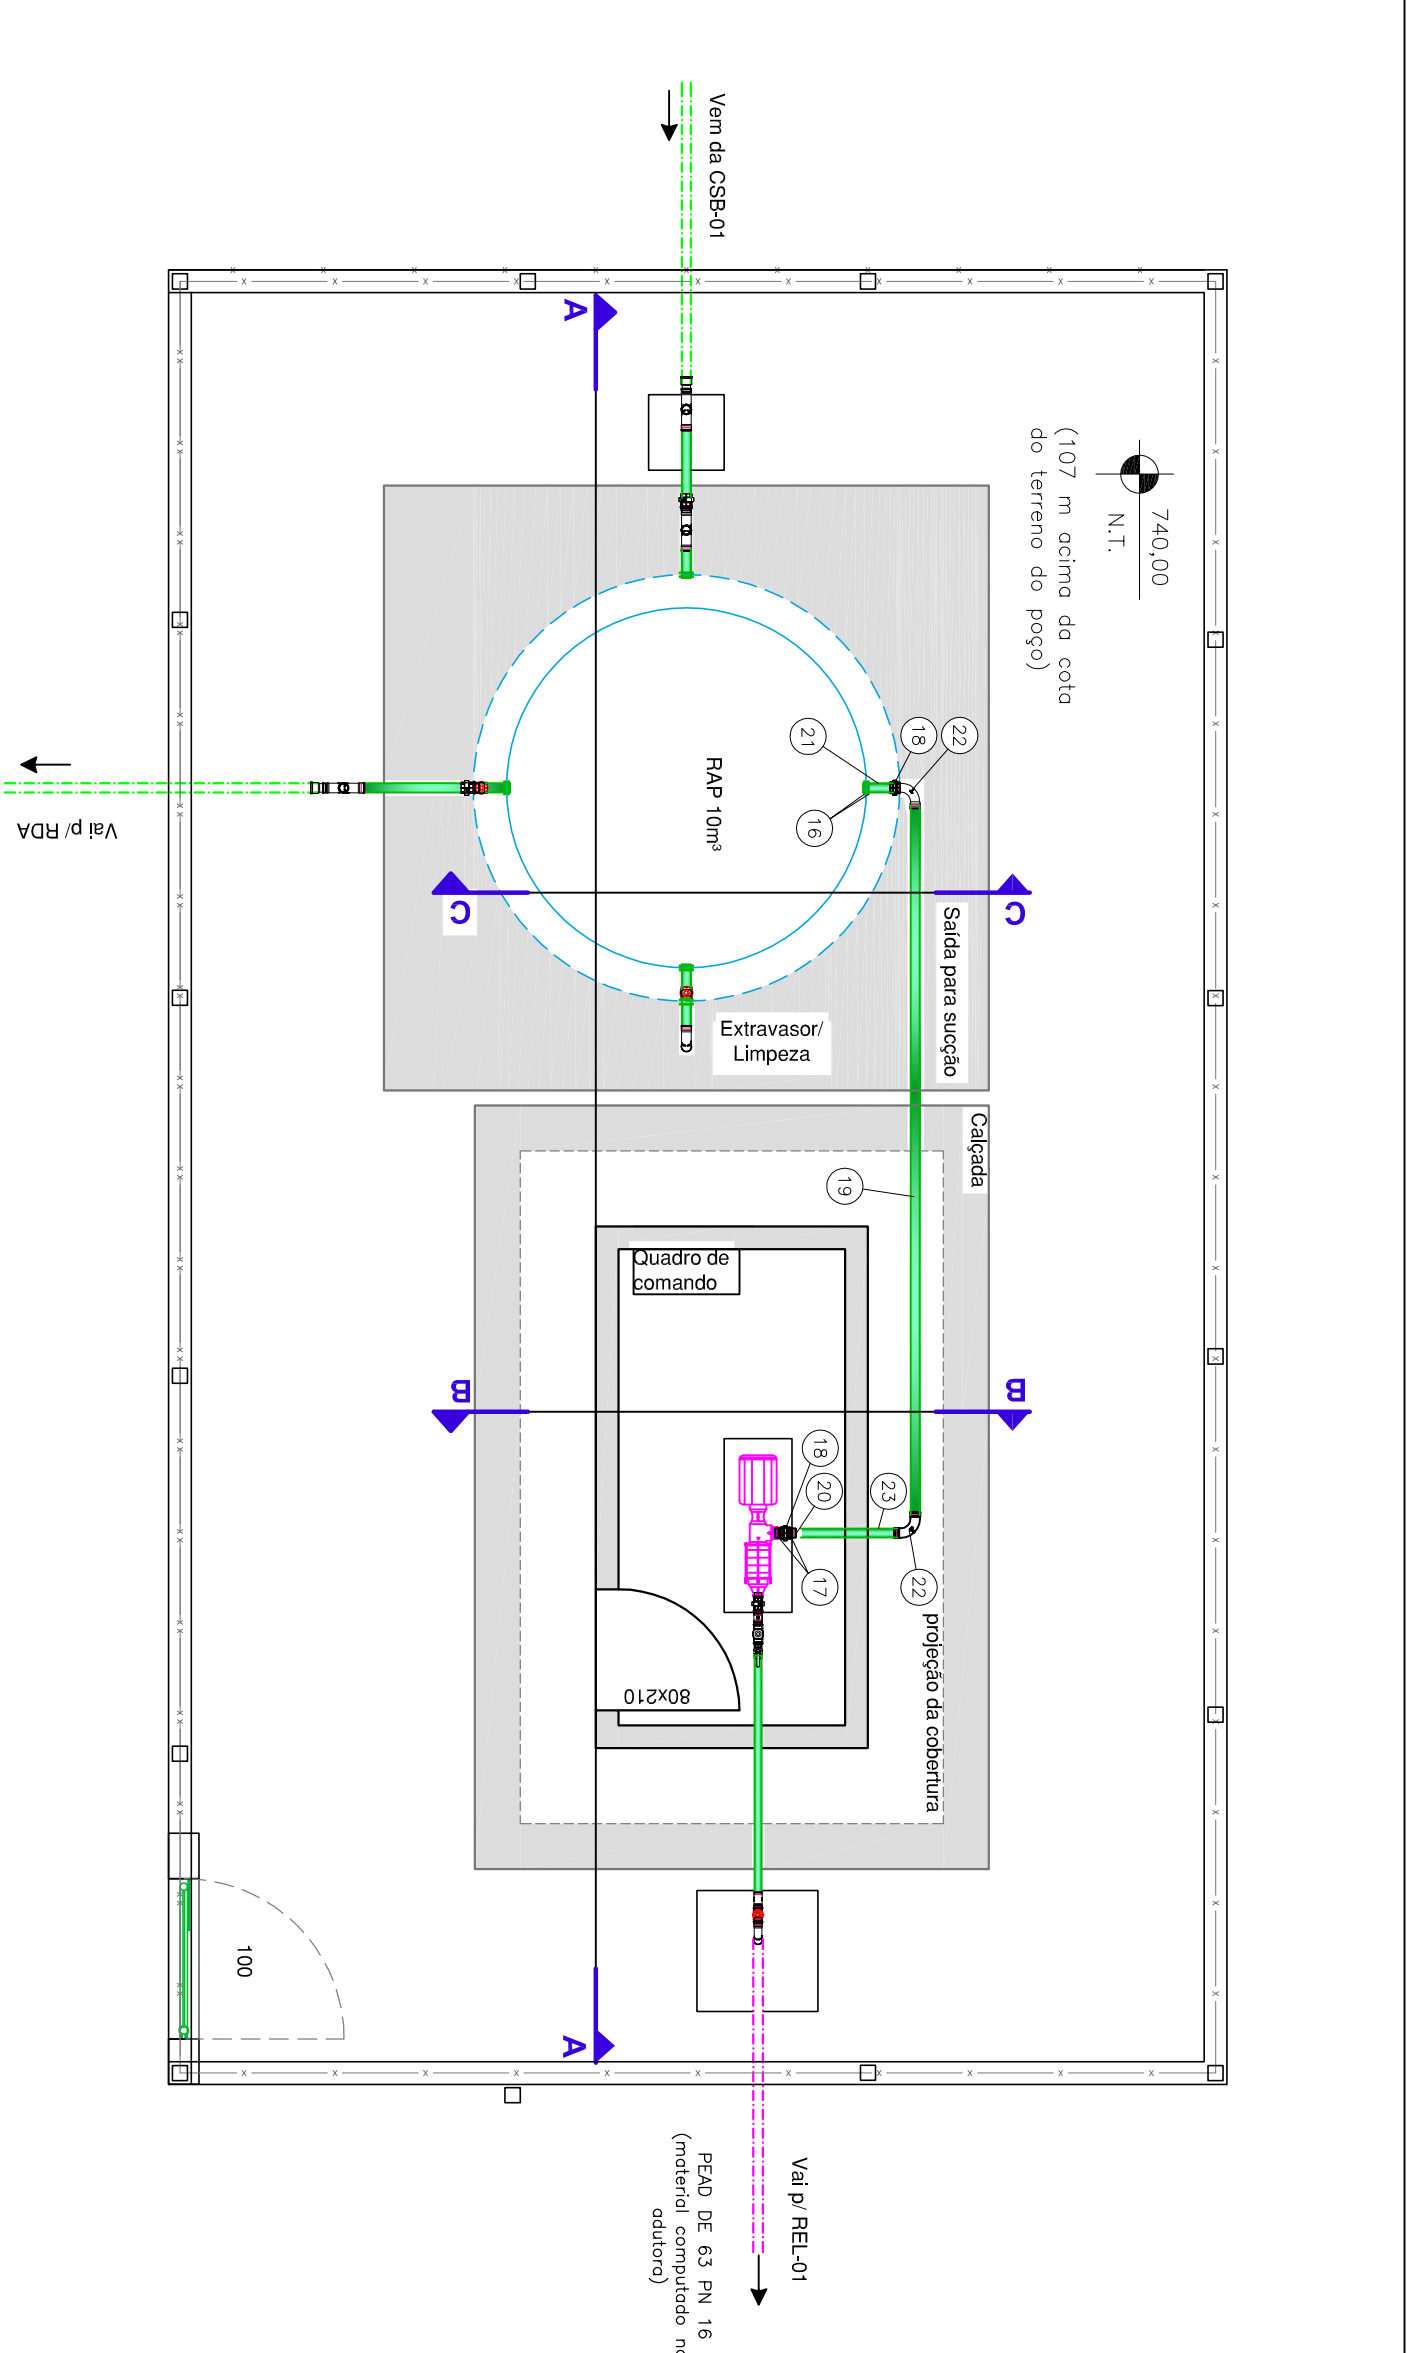 Vem da CSB-01
740,00
N.T.
(107 m acima da cota
do terreno do poço)
A
22
18
21
16
RAP 10m³
Vai p/ RDA
C
C
Saída para sucção
Extravasor/
Limpeza
Calçada
19
Quadro de
comando
B
B
18
20
23
17
22
projeção da cobertura
80x210
100
A
Vai p/ REL-01
PEAD DE 63 PN 16
(material computado
adutora)